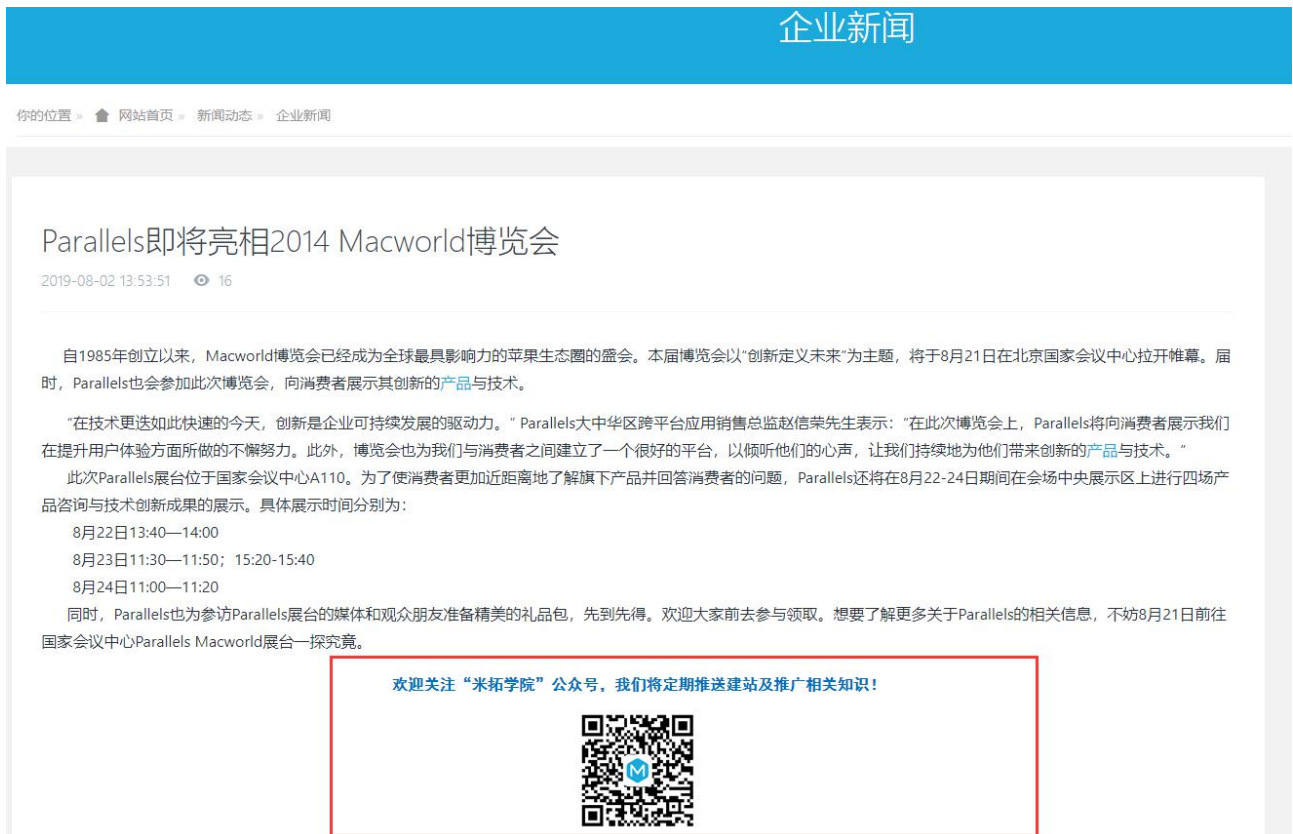 企业新闻
你的位置» 网站首页» 新闻动态» 企业新闻
Parallels即将亮相2014 Macworld博览会
2019-08-02 13:53:51 16
自1985年创立以来，Macworld博览会已经成为全球最具影响力的苹果生态圈的盛会。本届博览会以“创新定义未来”为主题，将于8月21日在北京国家会议中心拉开帷幕。届
时，Parallels也会参加此次博览会，向消费者展示其创新的产品与技术。
“在技术更迭如此快速的今天，创新是企业可持续发展的驱动力。” Parallels大中华区跨平台应用销售总监赵信荣先生表示：“在此次博览会上，Parallels将向消费者展示我们
在提升用户体验方面所做的不懈努力。此外，博览会也为我们与消费者之间建立了一个很好的平台，以倾听他们的心声，让我们持续地为他们带来创新的产品与技术。”
此次Parallels展台位于国家会议中心A110。为了使消费者更加近距离地了解旗下产品并回答消费者的问题，Parallels还将在8月22-24日期间在会场中央展示区上进行四场产
品咨询与技术创新成果的展示。具体展示时间分别为：
8月22日13:40—14:00
8月23日11:30—11:50；15:20-15:40
8月24日11:00—11:20
同时，Parallels也为参访Parallels展台的媒体和观众朋友准备精美的礼品包，先到先得。欢迎大家前去参与领取。想要了解更多关于Parallels的相关信息，不妨8月21日前往
国家会议中心Parallels Macworld展台一探究竟。
欢迎关注“米拓学院”公众号，我们将定期推送建站及推广相关知识！
M